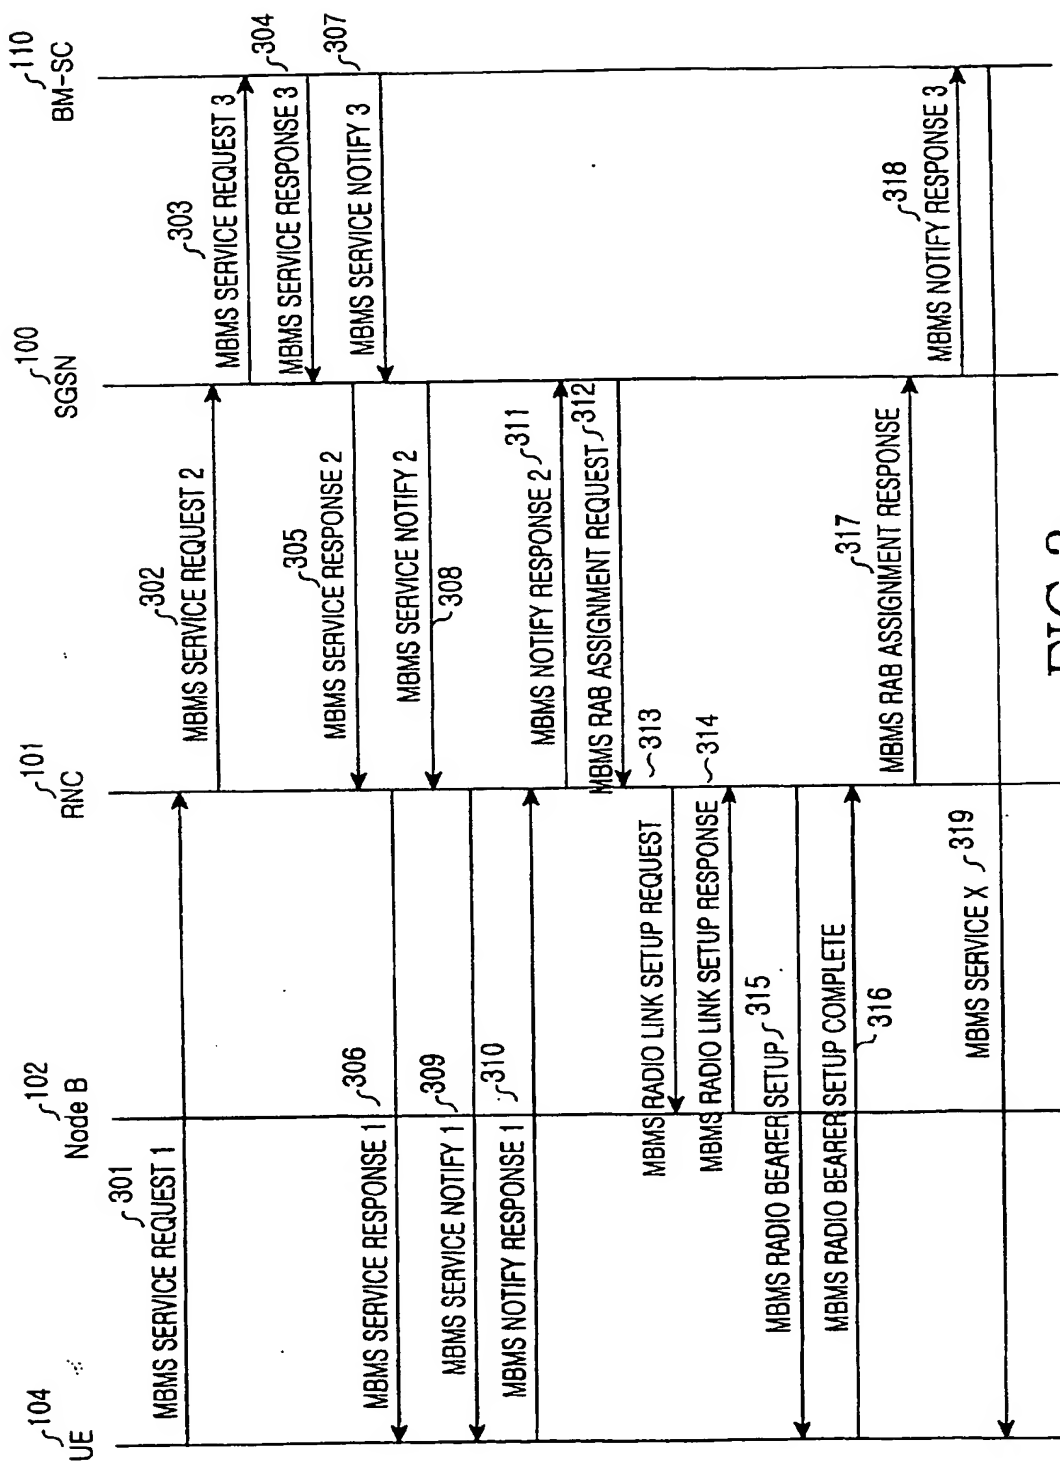 104
UE
102
Node B
101
RNC
100
SGSN
110
BM-SC
301
MBMS SERVICE REQUEST 1
302
MBMS SERVICE REQUEST 2
303
MBMS SERVICE REQUEST 3
304
MBMS SERVICE RESPONSE 3
305
MBMS SERVICE RESPONSE 2
306
MBMS SERVICE RESPONSE 1
307
MBMS SERVICE NOTIFY 3
MBMS SERVICE NOTIFY 2
308
309
MBMS SERVICE NOTIFY 1
310
MBMS NOTIFY RESPONSE 1
MBMS NOTIFY RESPONSE 2 311
MBMS RAB ASSIGNMENT REQUEST 312
313
MBMS RADIO LINK SETUP REQUEST
314
MBMS RADIO LINK SETUP RESPONSE
MBMS RADIO BEARER SETUP 315
MBMS RADIO BEARER SETUP COMPLETE
316
317
MBMS RAB ASSIGNMENT RESPONSE
318
MBMS NOTIFY RESPONSE 3
MBMS SERVICE X 319